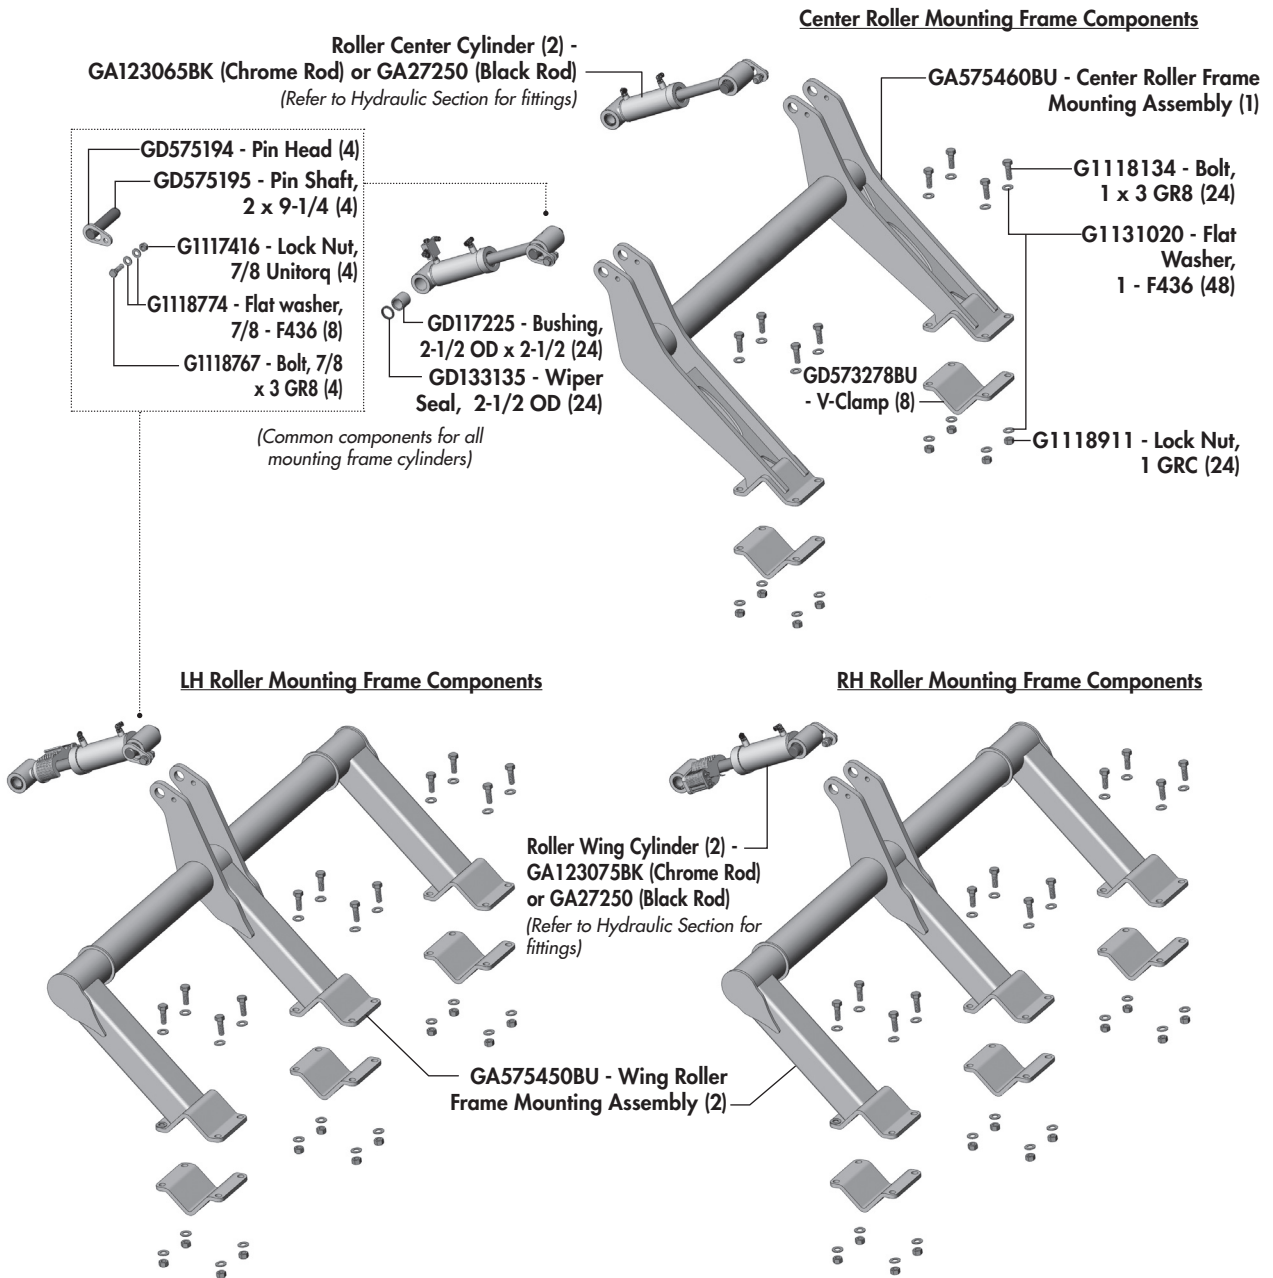 Center Roller Mounting Frame Components
Roller Center Cylinder (2) -
GA123065BK (Chrome Rod) or GA27250 (Black Rod)
(Refer to Hydraulic Section for fittings)
GA575460BU - Center Roller Frame
Mounting Assembly (1)
GD575194 - Pin Head (4)
GD575195 - Pin Shaft,
2 x 9-1/4 (4)
G1117416 - Lock Nut,
7/8 Unitorq (4)
G1118774 - Flat washer,
7/8 - F436 (8)
G1118767 - Bolt, 7/8
x 3 GR8 (4)
G1118134 - Bolt,
1 x 3 GR8 (24)
G1131020 - Flat
Washer,
1 - F436 (48)
GD117225 - Bushing,
2-1/2 OD x 2-1/2 (24)
GD133135 - Wiper
Seal, 2-1/2 OD (24)
(Common components for all
mounting frame cylinders)
GD573278BU
- V-Clamp (8)
G1118911 - Lock Nut,
1 GRC (24)
LH Roller Mounting Frame Components
RH Roller Mounting Frame Components
Roller Wing Cylinder (2) -
GA123075BK (Chrome Rod)
or GA27250 (Black Rod)
(Refer to Hydraulic Section for
fittings)
GA575450BU - Wing Roller
Frame Mounting Assembly (2)